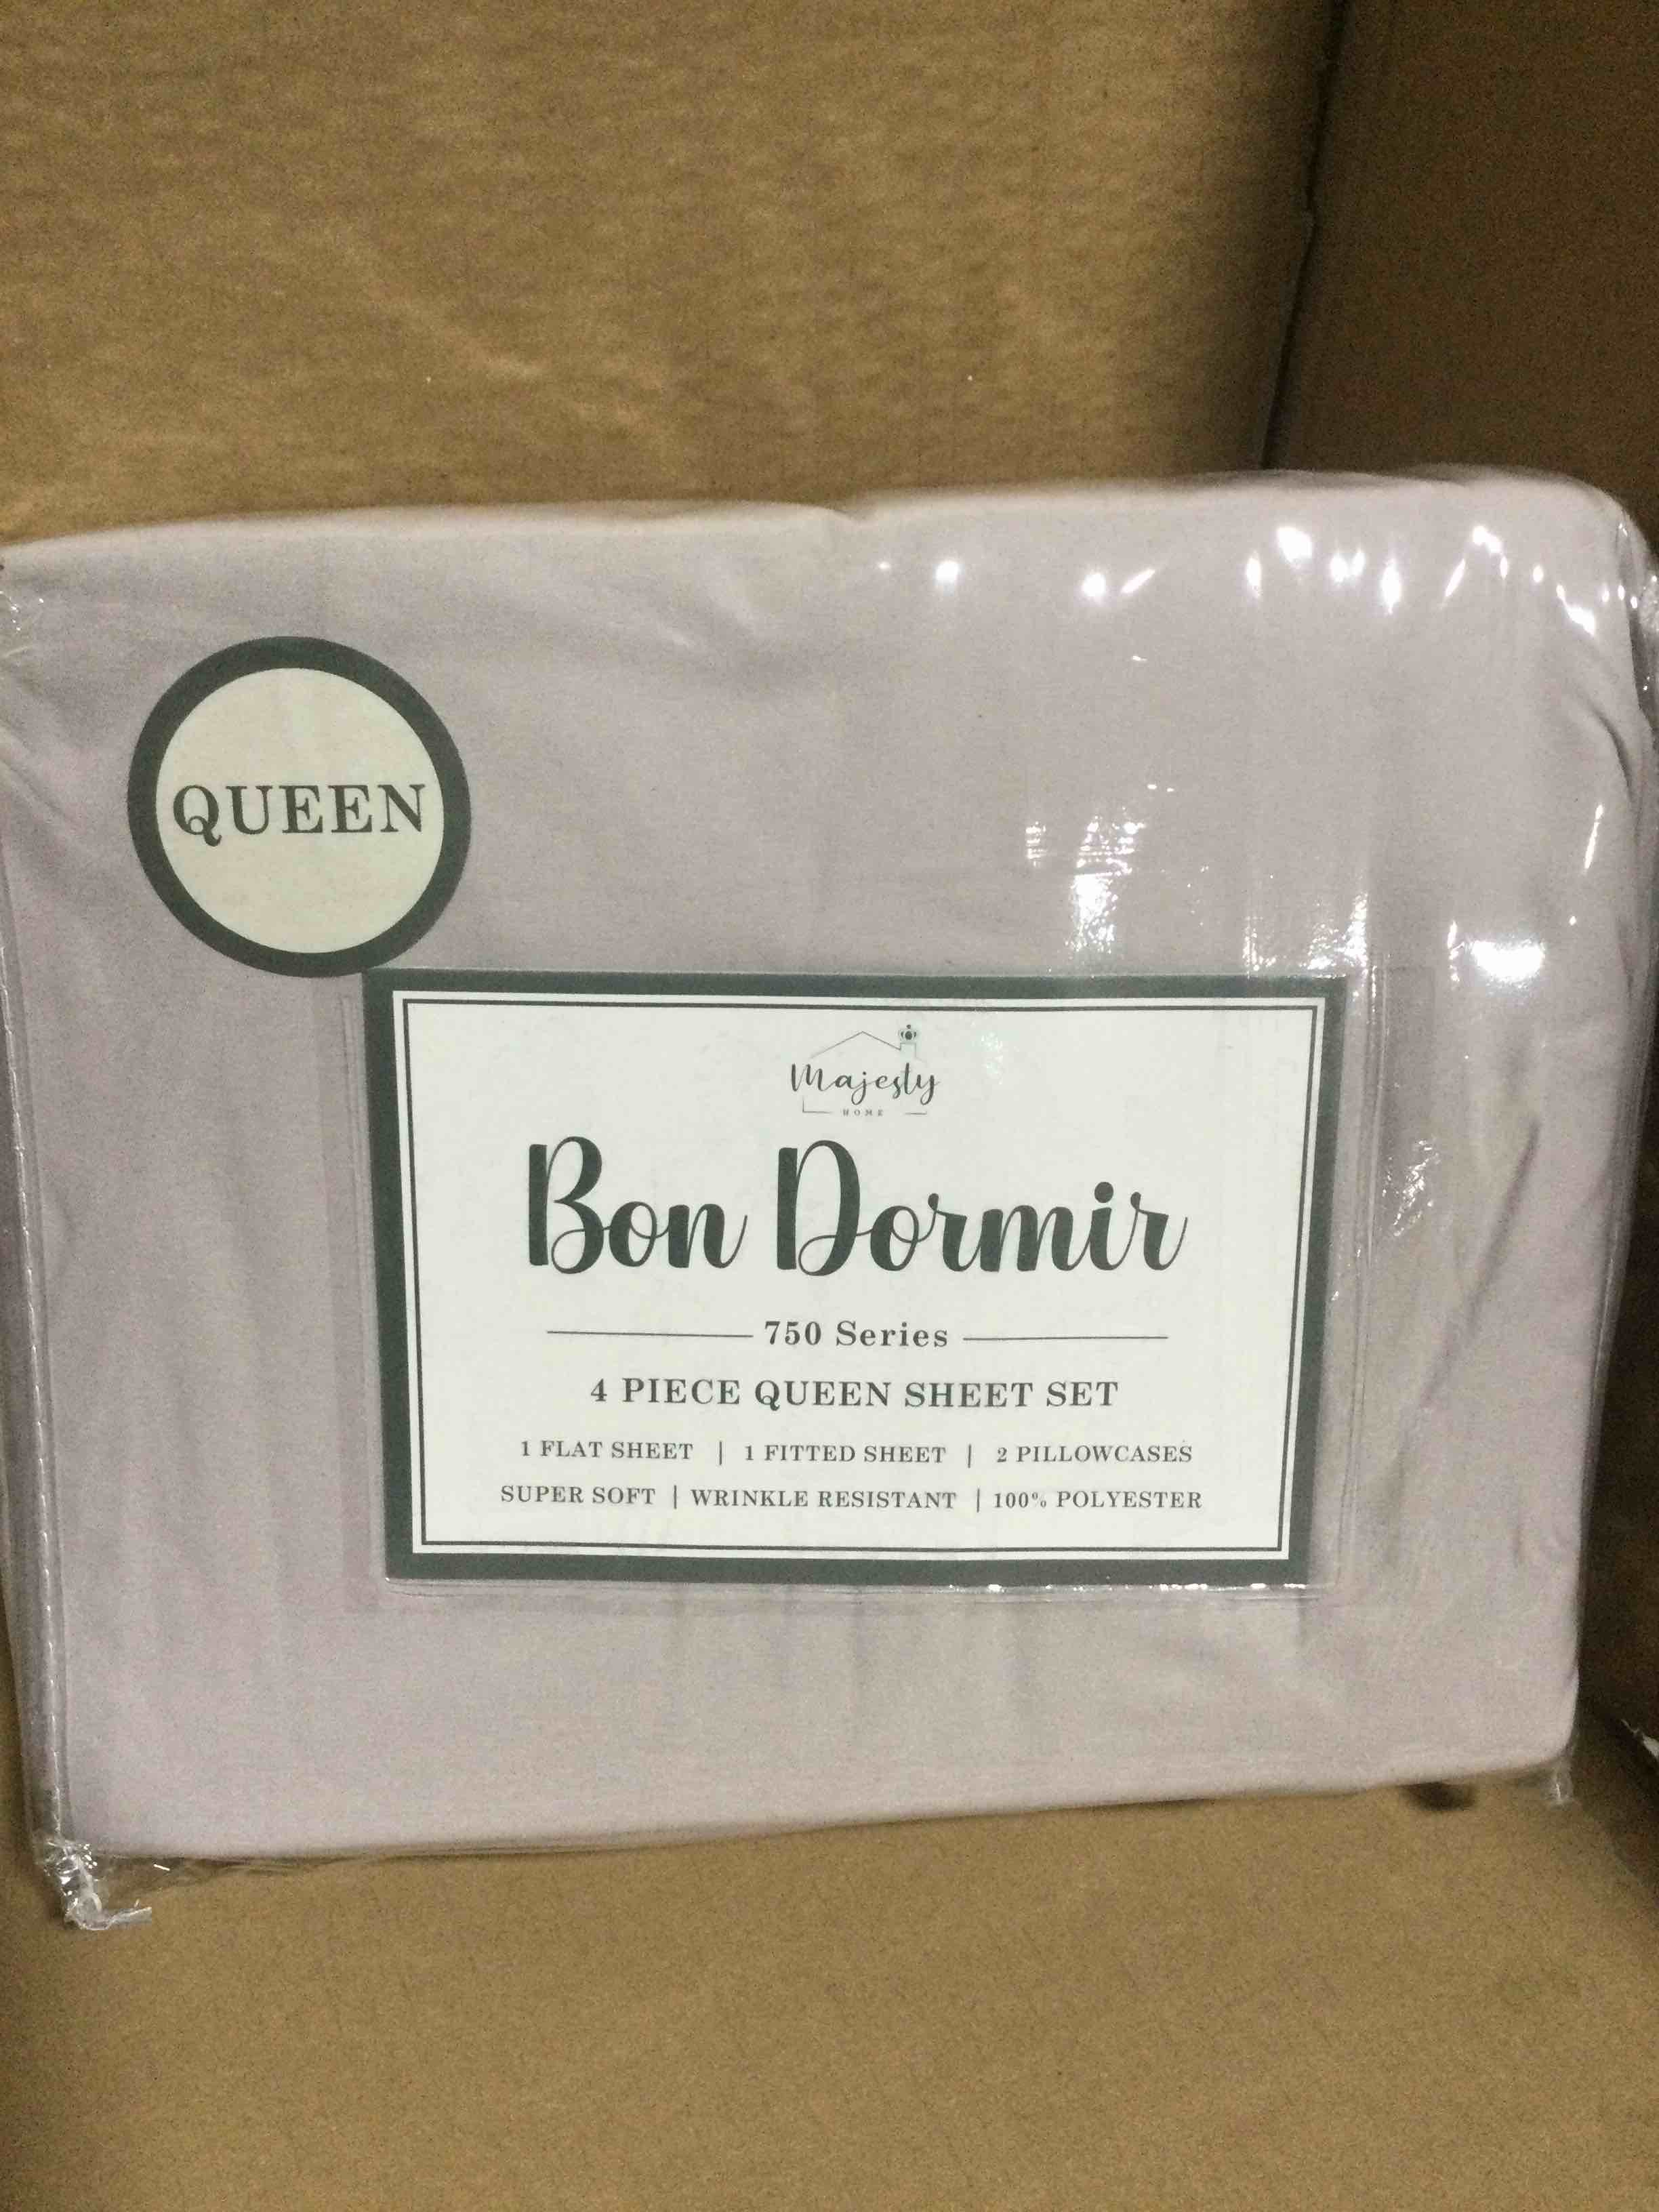 QUEEN
Majesty
HOME
Bon Dormir
750 Series
4 PIECE QUEEN SHEET SET
1 FLAT SHEET | 1 FITTED SHEET | 2 PILLOWCASES
SUPER SOFT | WRINKLE RESISTANT | 100% POLYESTER